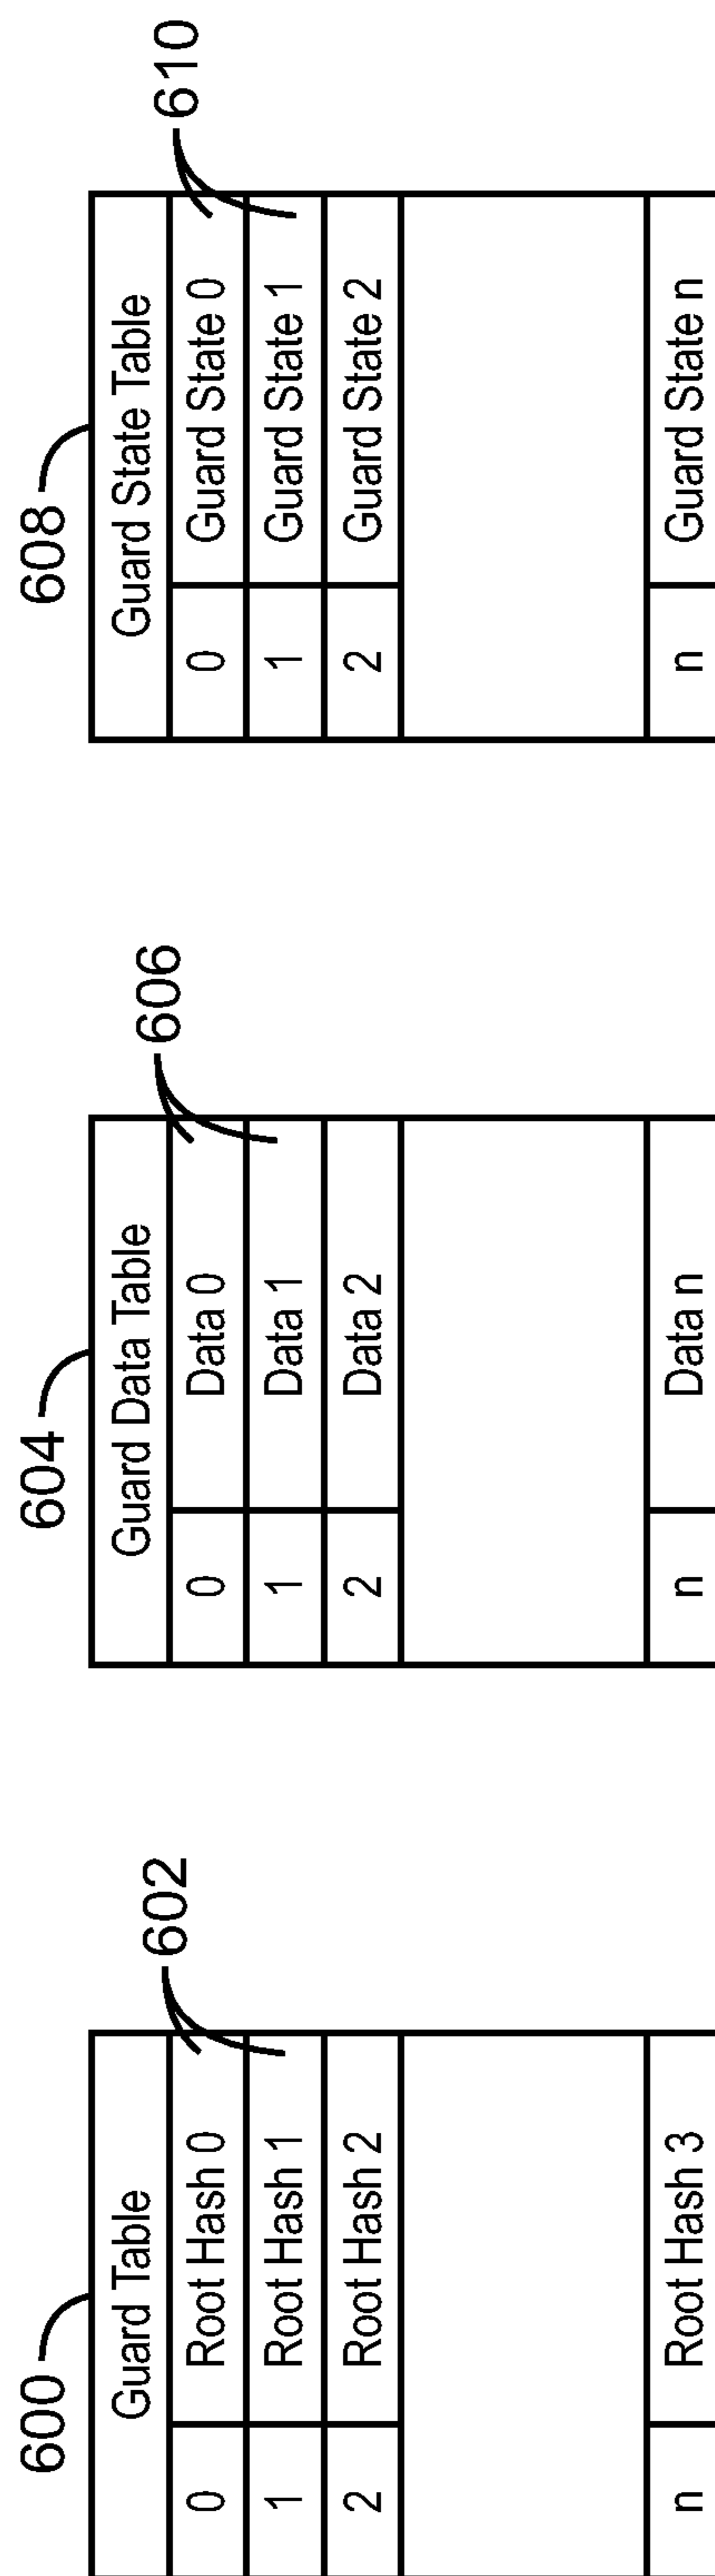 600
Guard Table
602
0 Root Hash 0
1 Root Hash 1
2 Root Hash 2
n Root Hash 3
604
Guard Data Table
606
0 Data 0
1 Data 1
2 Data 2
n Data n
608
Guard State Table
610
0 Guard State 0
1 Guard State 1
2 Guard State 2
n Guard State n